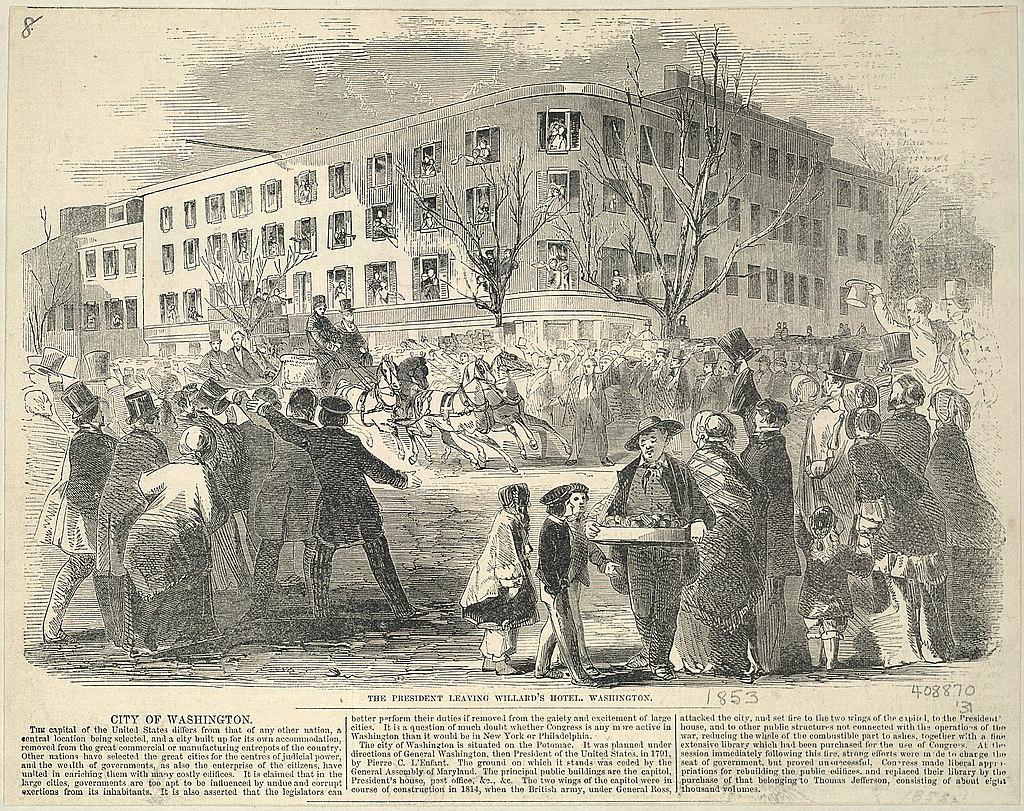 8.
THE PRESIDENT LEAVING WILLARD'S HOTEL, WASHINGTON.
1853
408870
'3
CITY OF WASHINGTON.
The capital of the United States differs from that of any other nation, a
central location being selected, and a city built up for its own accommodation,
removed from the great commercial or manufacturing entrepots of the country.
Other nations have selected the great cities for the centres of judicial power,
and the wealth of governments, as also the enterprise of the citizens, have
united in enriching them with many costly edifices. It is claimed that in the
large cities, governments are too apt to be influenced by undue and corrupt
exertions from its inhabitants. It is also asserted that the legislators can
better perform their duties if removed from the gaiety and excitement of large
cities. It is a question of much doubt whether Congress is any more active in
Washington than it would be in New York or Philadelphia.
The city of Washington is situated on the Potomac. It was planned under
directions of General Washington, then President of the United States, in 1791,
by Pierre C. L'Enfant. The ground on which it stands was ceded by the
General Assembly of Maryland. The principal public buildings are the capitol,
President's house, post office, &c., &c. The two wings of the capitol were in
course of construction in 1814, when the British army, under General Ross,
attacked the city, and set fire to the two wings of the capitol, to the President'
house, and to other public structures not connected with the operations of
war, reducing the whole of the combustible part to ashes, together with a fine
extensive library which had been purchased for the use of Congress. At the
session immediately following this fire, strong efforts were made to change the
seat of government, but proved unsuccessful. Congress made liberal appro-
priations for rebuilding the public edifices, and replaced their library by the
purchase of that belonging to Thomas Jefferson, consisting of about eight
thousand volumes.